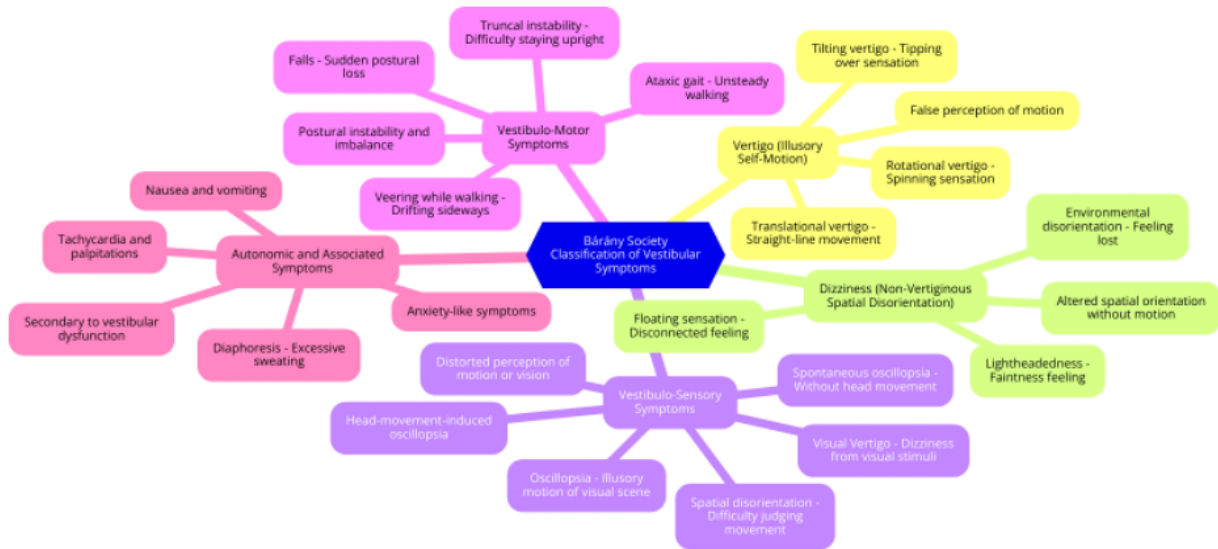 Bárány Society
Classification of Vestibular
Symptoms
Vestibulo-Motor
Symptoms
Truncal instability -
Difficulty staying upright
Falls - Sudden postural
loss
Ataxic gait - Unsteady
walking
Postural instability and
imbalance
Veering while walking -
Drifting sideways
Vertigo (Illusory
Self-Motion)
Tilting vertigo - Tipping
over sensation
False perception of motion
Rotational vertigo -
Spinning sensation
Translational vertigo -
Straight-line movement
Dizziness (Non-Vertiginous
Spatial Disorientation)
Environmental
disorientation - Feeling
lost
Altered spatial orientation
without motion
Lightheadedness -
Faintness feeling
Floating sensation -
Disconnected feeling
Vestibulo-Sensory
Symptoms
Spontaneous oscillopsia -
Without head movement
Visual Vertigo - Dizziness
from visual stimuli
Spatial disorientation -
Difficulty judging
movement
Oscillopsia - Illusory
motion of visual scene
Head-movement-induced
oscillopsia
Distorted perception of
motion or vision
Autonomic and Associated
Symptoms
Nausea and vomiting
Tachycardia and
palpitations
Secondary to vestibular
dysfunction
Diaphoresis - Excessive
sweating
Anxiety-like symptoms